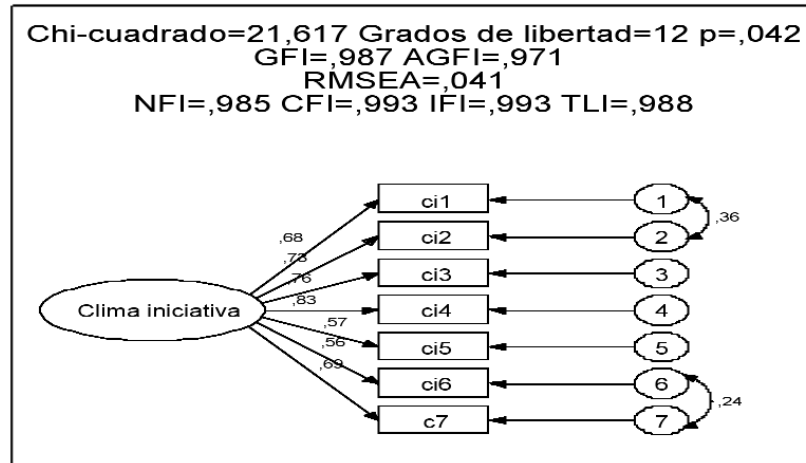 Chi-cuadrado=21,617 Grados de libertad=12 p=,042
GFI=,987 AGFI=,971
RMSEA=,041
NFI=,985 CFI=,993 IFI=,993 TLI=,988
ci1
1
,36
,68
ci2
2
,73
ci3
3
,76
Clima iniciativa
,83
ci4
4
,57
ci5
5
,56
ci6
6
,24
,69
c7
7